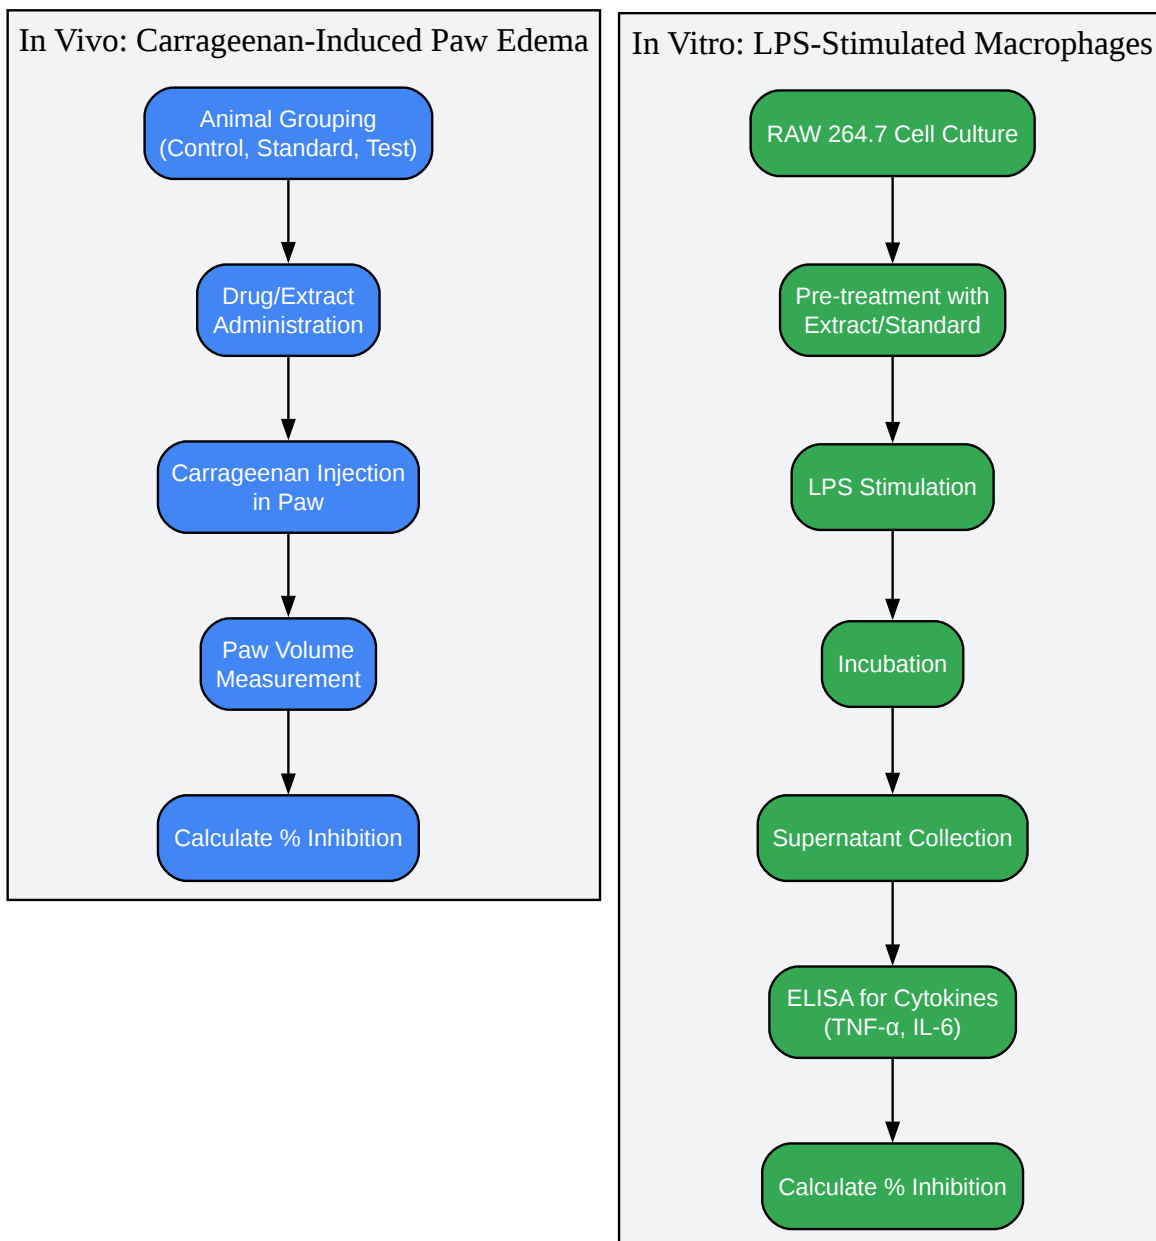 In Vivo: Carrageenan-Induced Paw Edema
Animal Grouping
(Control, Standard, Test)
Drug/Extract
Administration
Carrageenan Injection
in Paw
Paw Volume
Measurement
Calculate % Inhibition
In Vitro: LPS-Stimulated Macrophages
RAW 264.7 Cell Culture
Pre-treatment with
Extract/Standard
LPS Stimulation
Incubation
Supernatant Collection
ELISA for Cytokines
(TNF-α, IL-6)
Calculate % Inhibition